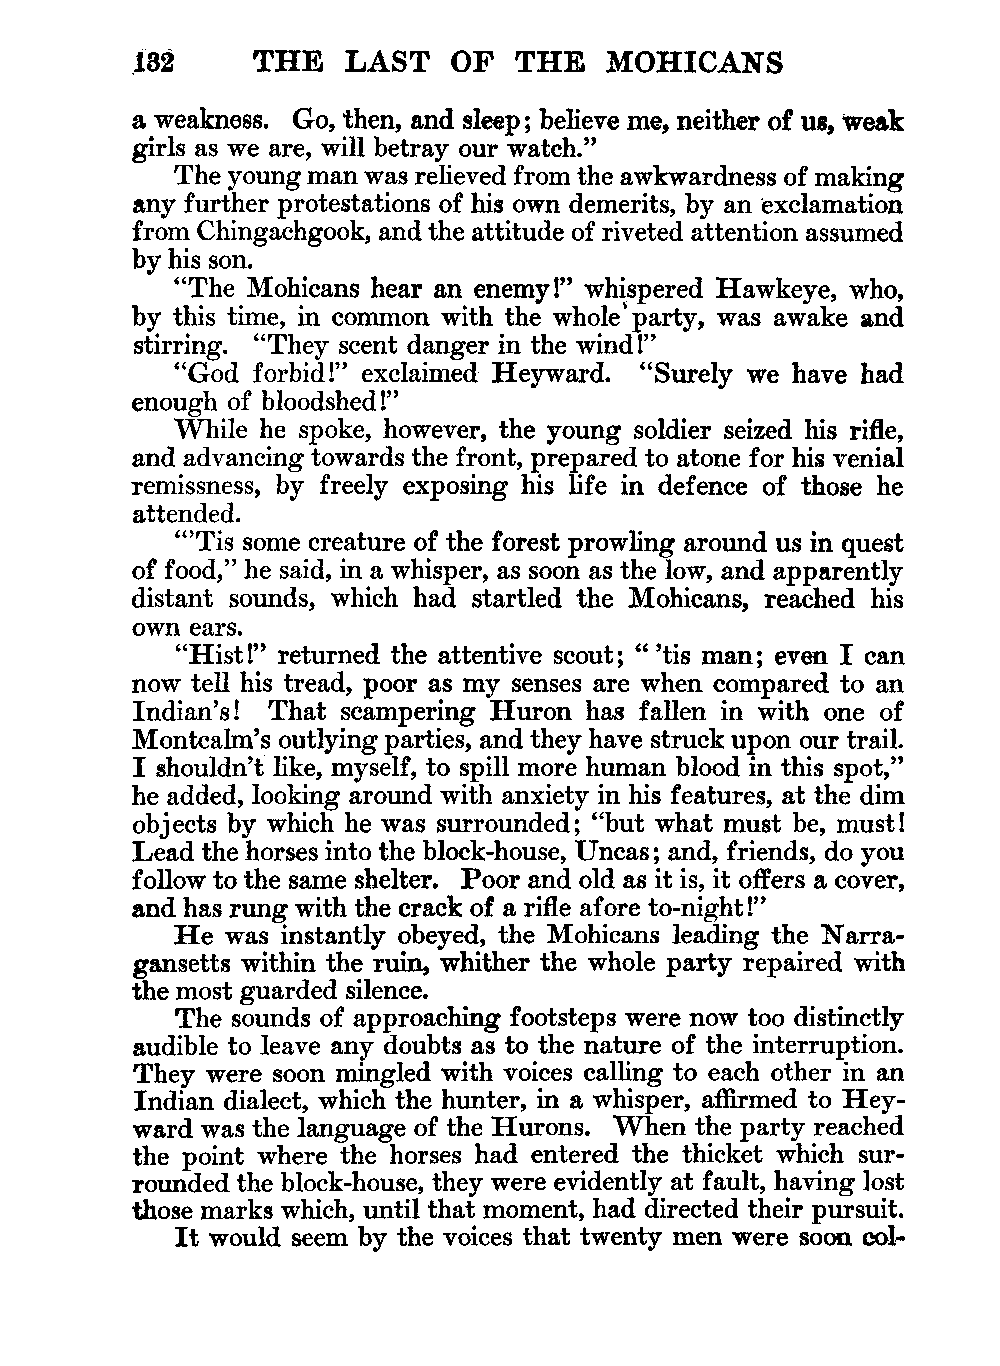 132 THE LAST OF THE MOHICANS
a weakness. Go, then, and sleep; believe me, neither of us, weak
girls as we are, will betray our watch.”
The young man was relieved from the awkwardness of making
any further protestations of his own demerits, by an exclamation
from Chingachgook, and the attitude of riveted attention assumed
by his son.
“The Mohicans hear an enemy!” whispered Hawkeye, who,
by this time, in common with the whole party, was awake and
stirring. “They scent danger in the wind!”
“God forbid!” exclaimed Heyward. “Surely we have had
enough of bloodshed!”
While he spoke, however, the young soldier seized his rifle,
and advancing towards the front, prepared to atone for his venial
remissness, by freely exposing his life in defence of those he
attended.
“’Tis some creature of the forest prowling around us in quest
of food,” he said, in a whisper, as soon as the low, and apparently
distant sounds, which had startled the Mohicans, reached his
own ears.
“Hist!” returned the attentive scout; “ ’tis man; even I can
now tell his tread, poor as my senses are when compared to an
Indian’s! That scampering Huron has fallen in with one of
Montcalm’s outlying parties, and they have struck upon our trail.
I shouldn’t like, myself, to spill more human blood in this spot,”
he added, looking around with anxiety in his features, at the dim
objects by which he was surrounded; “but what must be, must!
Lead the horses into the block-house, Uncas; and, friends, do you
follow to the same shelter. Poor and old as it is, it offers a cover,
and has rung with the crack of a rifle afore to-night!”
He was instantly obeyed, the Mohicans leading the Narra-
gansetts within the ruin, whither the whole party repaired with
the most guarded silence.
The sounds of approaching footsteps were now too distinctly
audible to leave any doubts as to the nature of the interruption.
They were soon mingled with voices calling to each other in an
Indian dialect, which the hunter, in a whisper, affirmed to Hey-
ward was the language of the Hurons. When the party reached
the point where the horses had entered the thicket which sur-
rounded the block-house, they were evidently at fault, having lost
those marks which, until that moment, had directed their pursuit.
It would seem by the voices that twenty men were soon col-